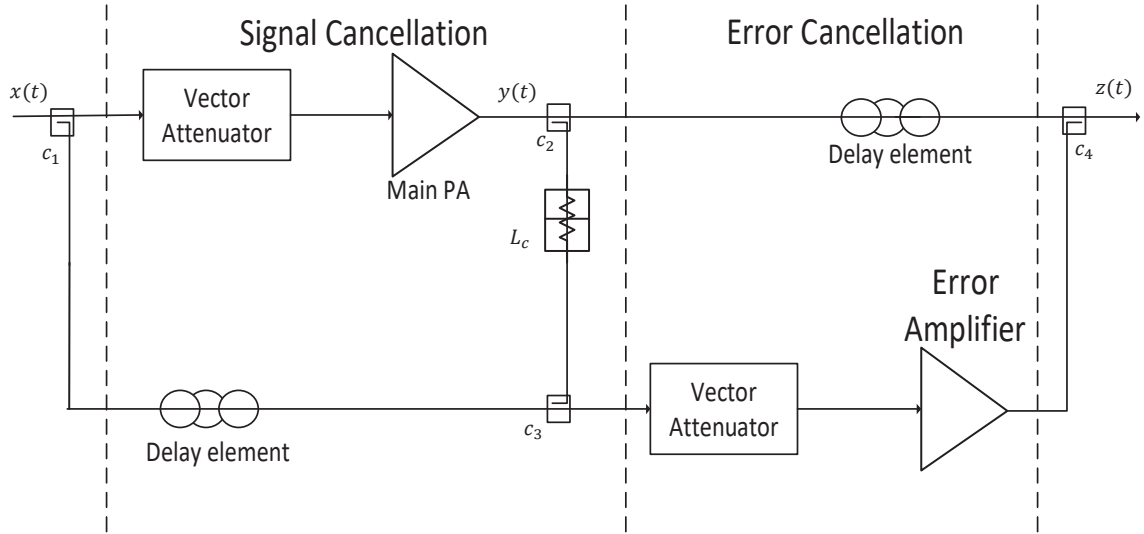 Signal Cancellation
Error Cancellation
x(t)
Vector
Attenuator
y(t)
z(t)
c₁
c₂
Delay element
c₄
Main PA
L_c
Error
Amplifier
Vector
Attenuator
c₃
Delay element